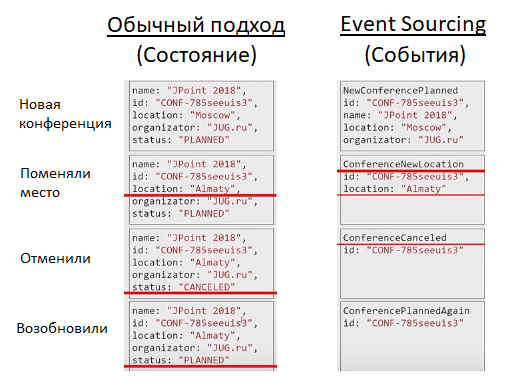 Обычный подход
(Состояние)
Event Sourcing
(События)
Новая
конференция
name: "JPoint 2018",
id: "CONF-785seeuis3",
location: "Moscow",
organizator: "JUG.ru",
status: "PLANNED"
NewConferencePlanned
id: "CONF-785seeuis3",
name: "JPoint 2018",
location: "Moscow",
organizator: "JUG.ru"
Поменяли
место
name: "JPoint 2018",
id: "CONF-785seeuis3",
location: "Almaty",
organizator: "JUG.ru",
status: "PLANNED"
ConferenceNewLocation
id: "CONF-785seeuis3",
location: "Almaty"
Отменили
name: "JPoint 2018",
id: "CONF-785seeuis3",
location: "Almaty",
organizator: "JUG.ru",
status: "CANCELED"
ConferenceCanceled
id: "CONF-785seeuis3"
Возобновили
name: "JPoint 2018",
id: "CONF-785seeuis3",
location: "Almaty",
organizator: "JUG.ru",
status: "PLANNED"
ConferencePlannedAgain
id: "CONF-785seeuis3"